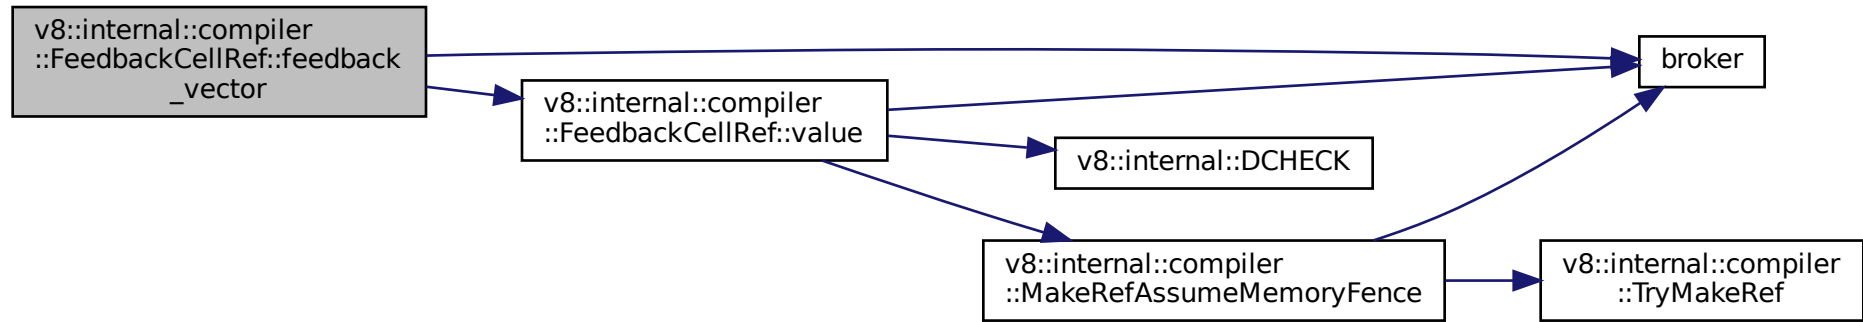 v8::internal::compiler
::FeedbackCellRef::feedback
_vector
broker
v8::internal::compiler
::FeedbackCellRef::value
v8::internal::DCHECK
v8::internal::compiler
::MakeRefAssumeMemoryFence
v8::internal::compiler
::TryMakeRef